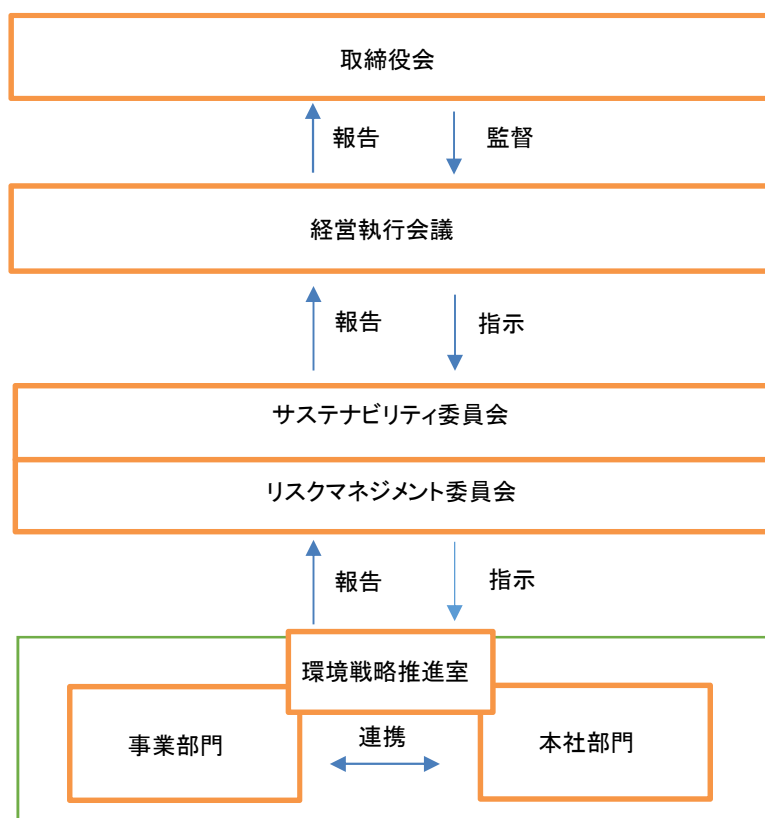 取締役会
報告
監督
経営執行会議
報告
指示
サステナビリティ委員会
リスクマネジメント委員会
報告
指示
環境戦略推進室
事業部門
連携
本社部門